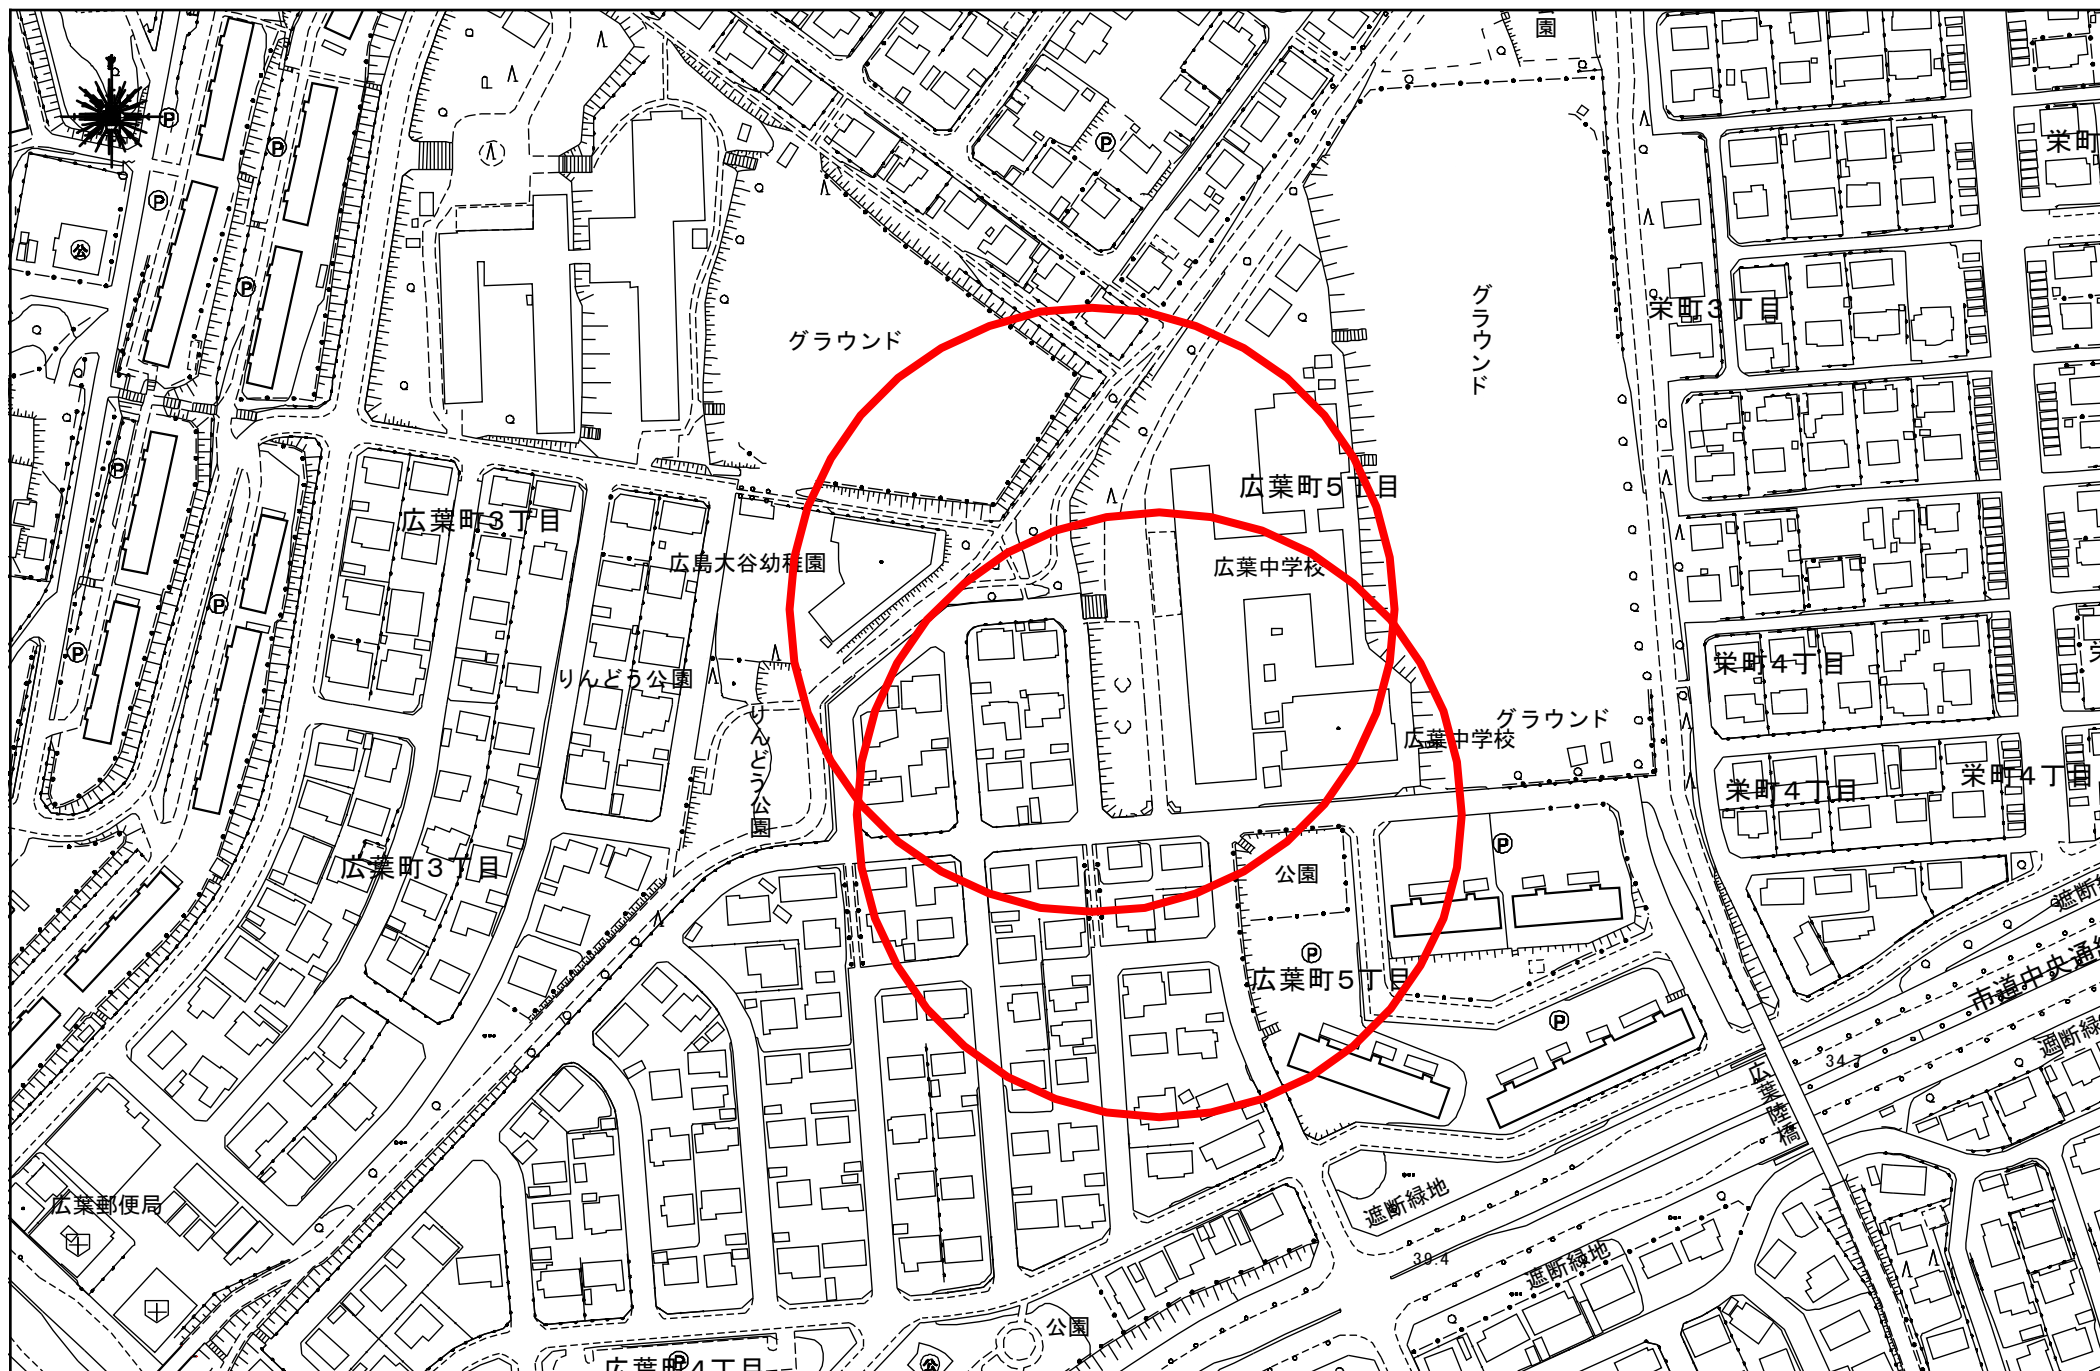 公園
栄町
グラウンド
グラウンド
栄町3丁目
広葉町5丁目
広葉町3丁目
広島大谷幼稚園
広葉中学校
りんどう公園
栄町4丁目
りんどう公園
グラウンド
広葉中学校
栄町4丁目
栄町4丁目
広葉町3丁目
公園
遮断緑
広葉町5丁目
市道中央通線
遮断緑
34.7
広葉陸橋
広葉郵便局
遮断緑地
39.4
遮断緑地
公園
広葉町4丁目